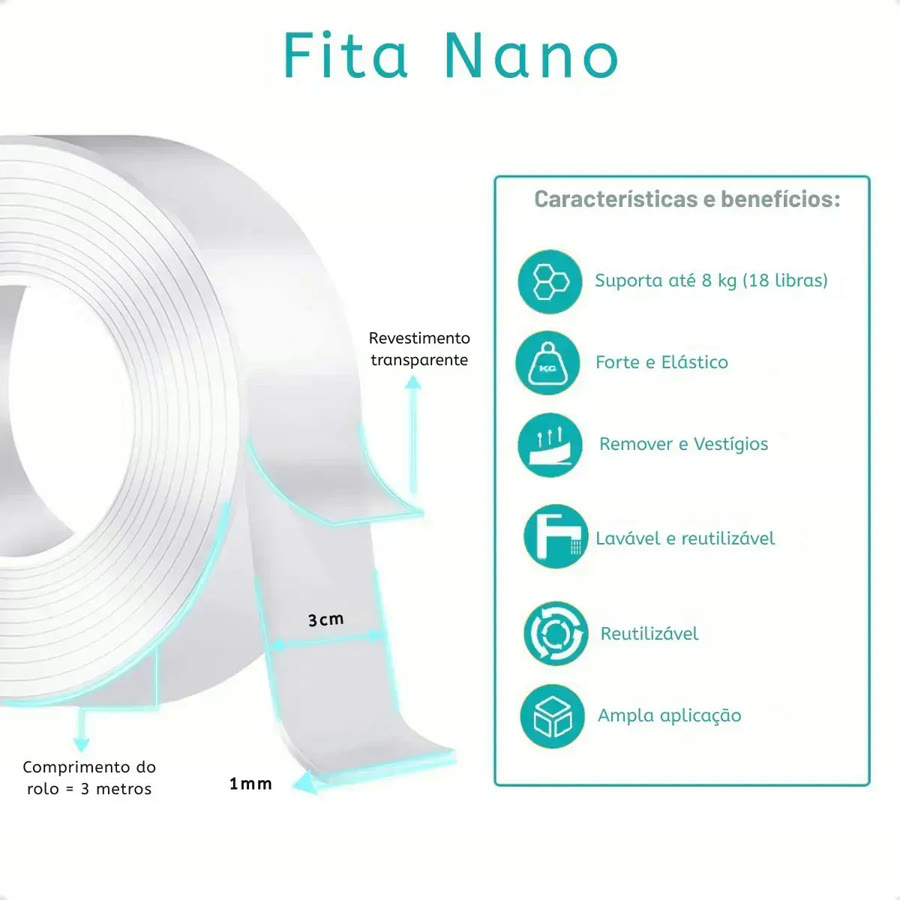 Fita Nano
Características e benefícios:
Suporta até 8 kg (18 libras)
KG
Forte e Elástico
Remover e Vestígios
Lavável e reutilizável
Reutilizável
Ampla aplicação
Revestimento
transparente
3cm
1mm
Comprimento do
rolo = 3 metros